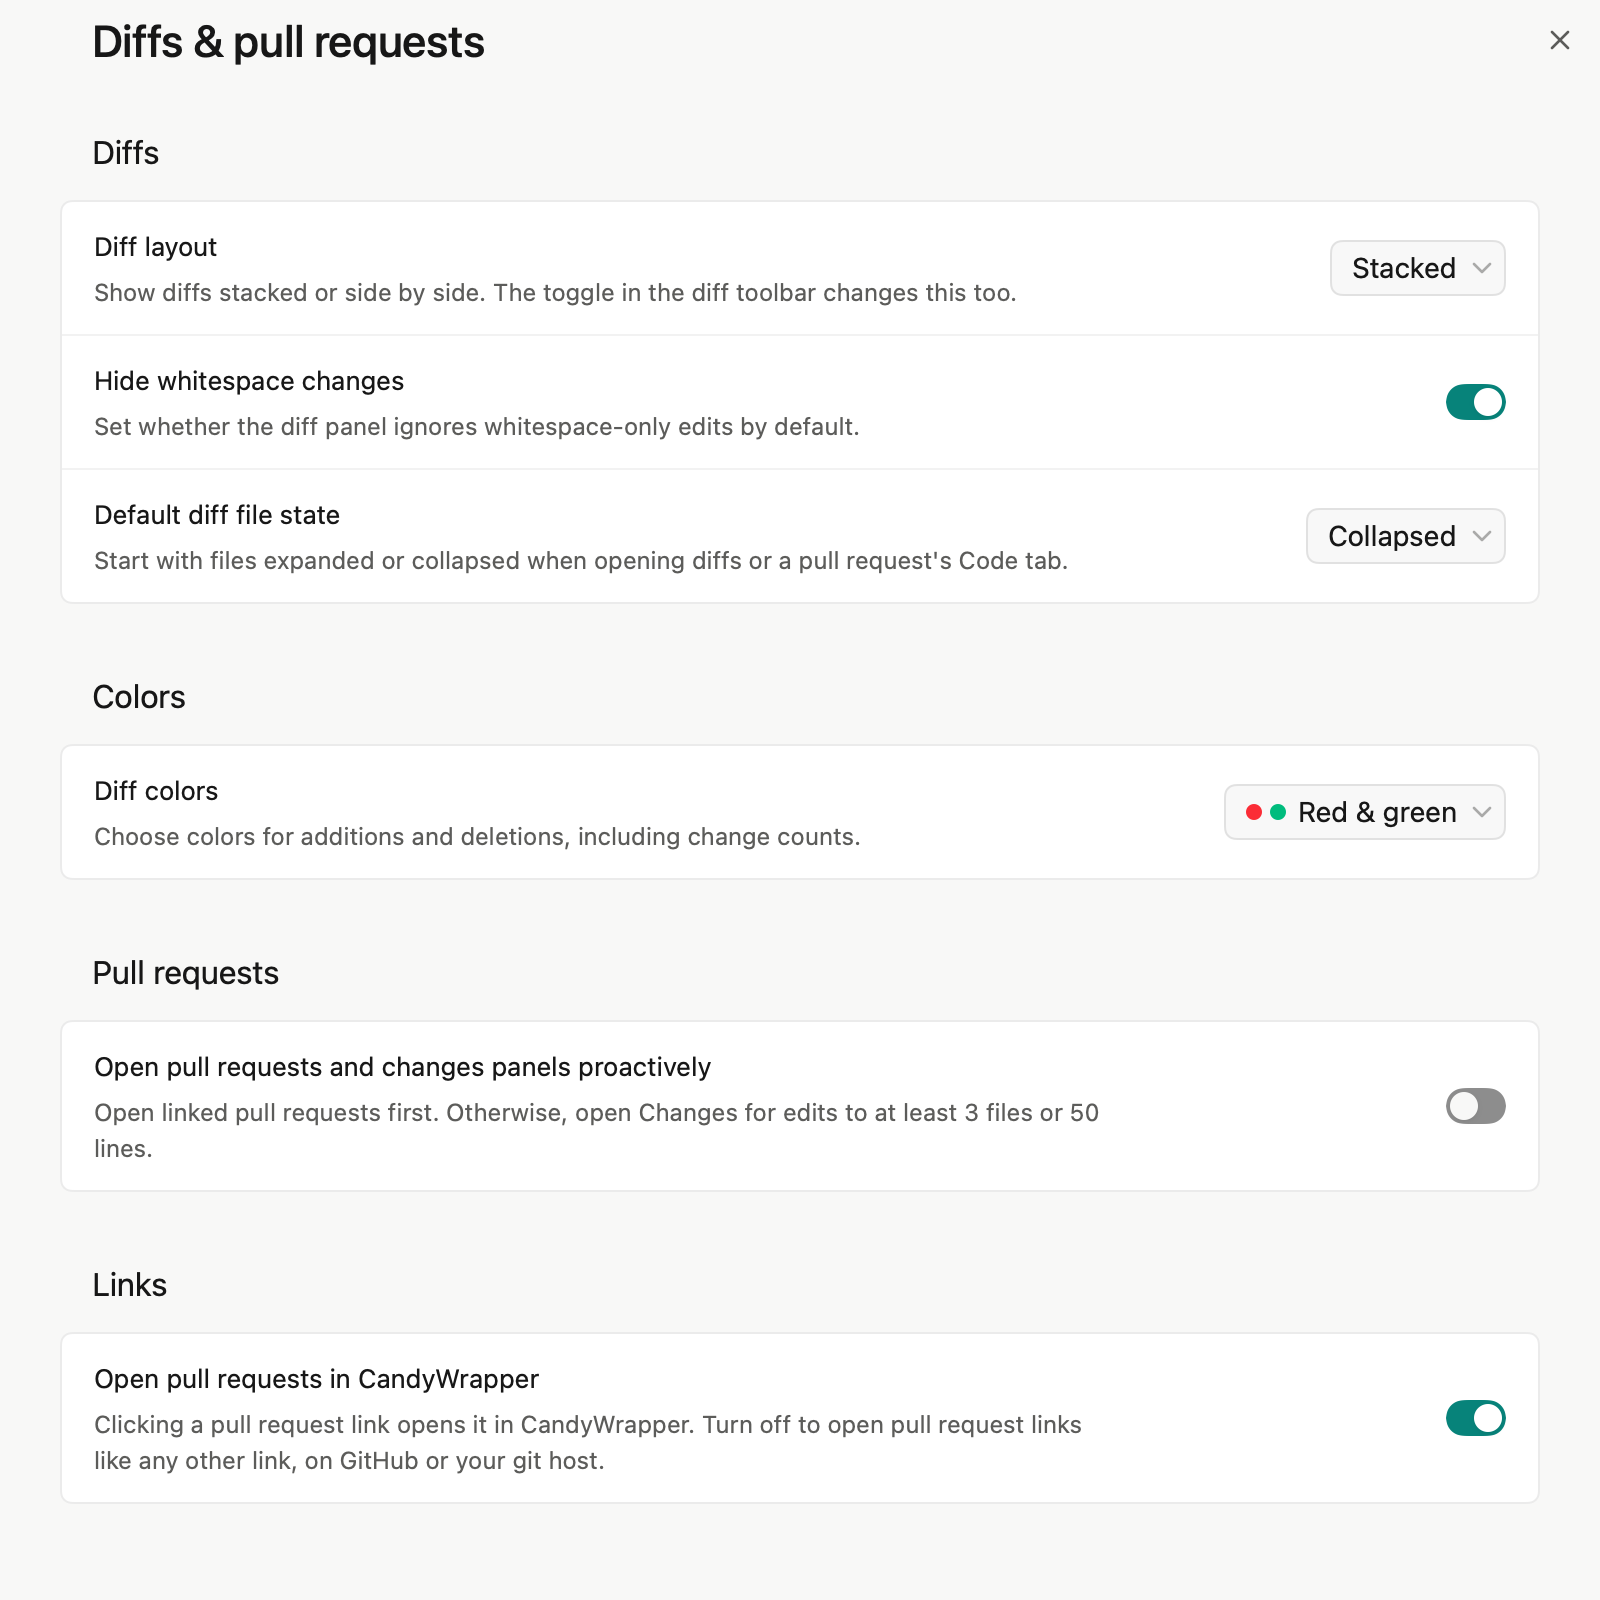 Diffs & pull requests
Diffs
Diff layout
Show diffs stacked or side by side. The toggle in the diff toolbar changes this too.
Stacked
Hide whitespace changes
Set whether the diff panel ignores whitespace-only edits by default.
Default diff file state
Start with files expanded or collapsed when opening diffs or a pull request's Code tab.
Collapsed
Colors
Diff colors
Choose colors for additions and deletions, including change counts.
Red & green
Pull requests
Open pull requests and changes panels proactively
Open linked pull requests first. Otherwise, open Changes for edits to at least 3 files or 50
lines.
Links
Open pull requests in CandyWrapper
Clicking a pull request link opens it in CandyWrapper. Turn off to open pull request links
like any other link, on GitHub or your git host.